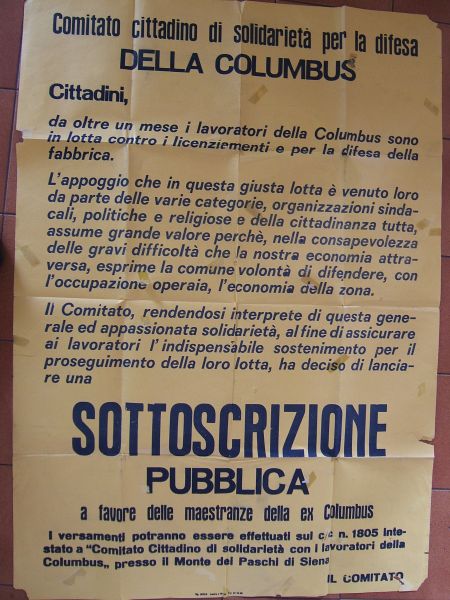 Comitato cittadino di solidarietà per la difesa
DELLA COLUMBUS
Cittadini,
da oltre un mese i lavoratori della Columbus sono
in lotta contro i licenziementi e per la difesa della
fabbrica.
L'appoggio che in questa giusta lotta è venuto loro
da parte delle varie categorie, organizzazioni sinda-
cali, politiche e religiose e della cittadinanza tutta,
assume grande valore perchè, nella consapevolezza
delle gravi difficoltà che la nostra economia attra-
versa, esprime la comune volontà di difendere, con
l'occupazione operaia, l'economia della zona.
Il Comitato, rendendosi interprete di questa gene-
rale ed appassionata solidarietà, al fine di assicurare
ai lavoratori l'indispensabile sostenimento per il
proseguimento della loro lotta, ha deciso di lancia-
re una
SOTTOSCRIZIONE
PUBBLICA
a favore delle maestranze della ex Columbus
I versamenti potranno essere effettuati sul c/c n. 1805 inte-
stato a "Comitato Cittadino di solidarietà con i lavoratori della
Columbus„ presso il Monte dei Paschi di Siena
IL COMITATO